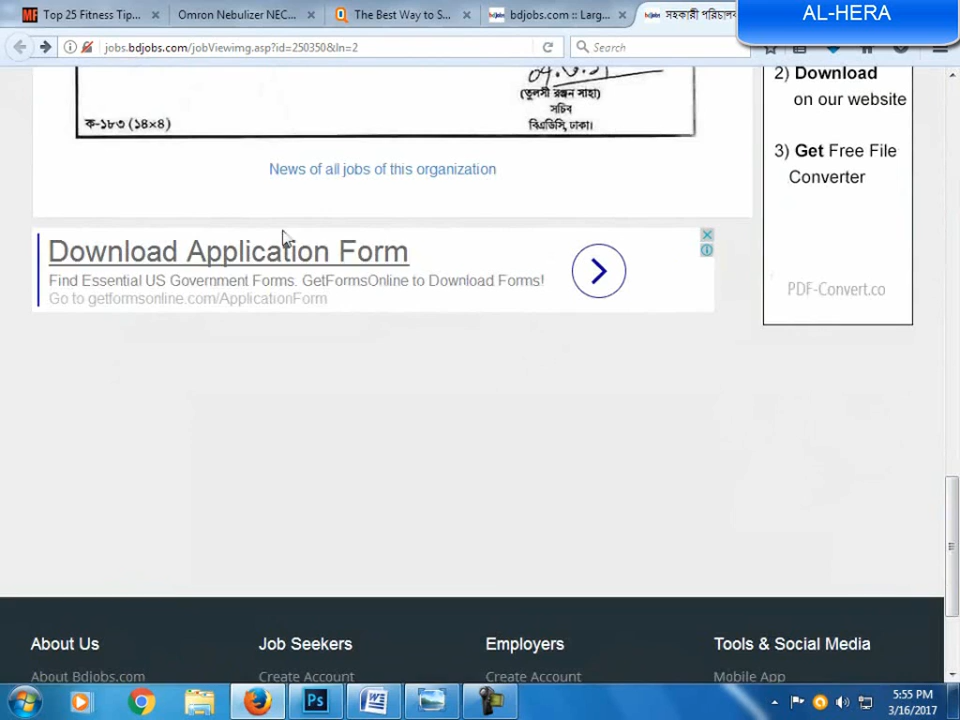 Top 25 Fitness Tip...
Omron Nebulizer NEC...
The Best Way to S...
bdjobs.com :: Larg...
সহকারী পরিচাল
AL-HERA
jobs.bdjobs.com/jobViewimg.asp?id=250350&ln=2
Search
(তুলসী রঞ্জন সাহা)
সচিব
বিএডিসি, ঢাকা।
ক-১৮৩ (১৪×৪)
News of all jobs of this organization
2) Download
on our website
3) Get Free File
Converter
PDF-Convert.co
Download Application Form
Find Essential US Government Forms. GetFormsOnline to Download Forms!
Go to getformsonline.com/ApplicationForm
About Us
Job Seekers
Employers
Tools & Social Media
About Bdjobs.com
Create Account
Create Account
Mobile App
5:55 PM
3/16/2017